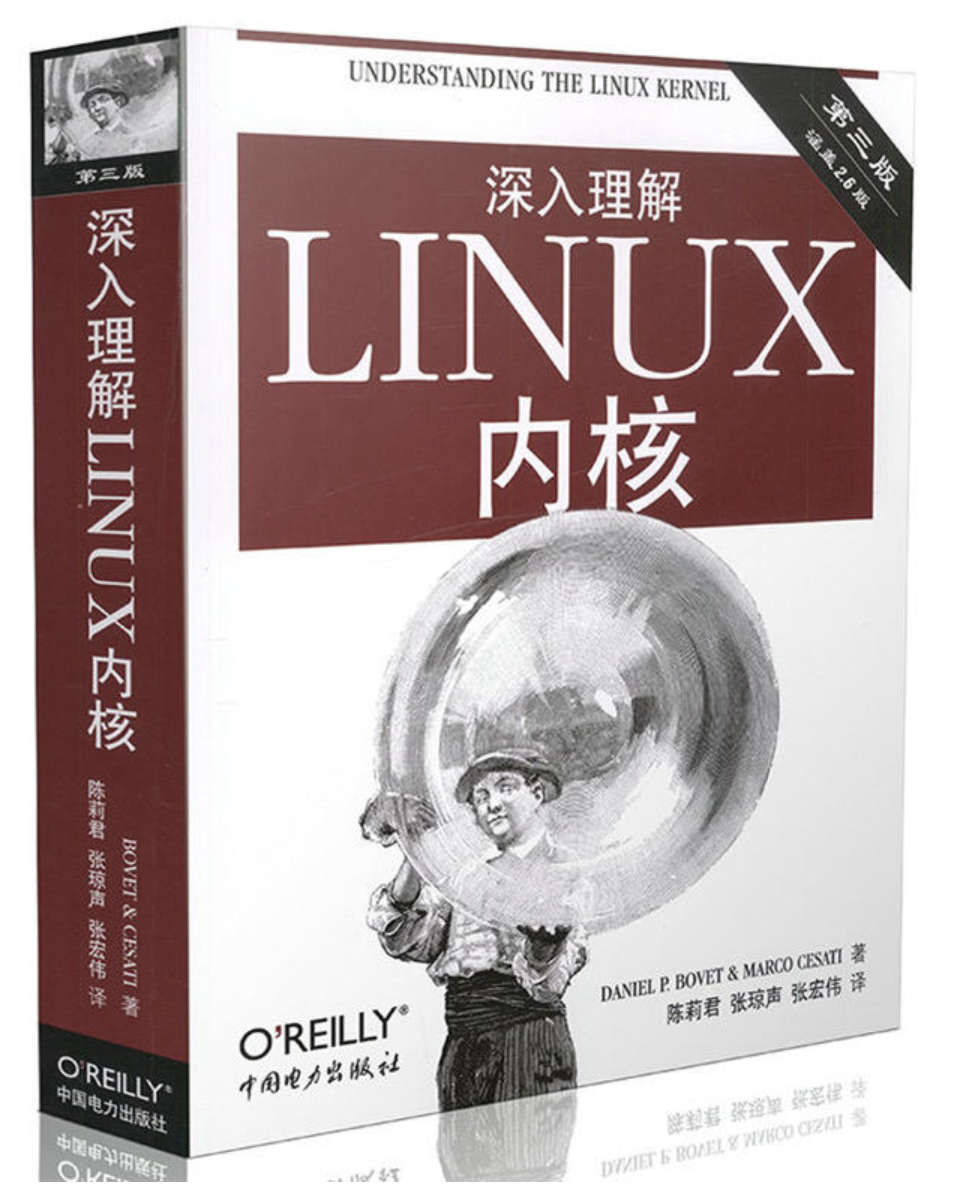 第三版
深入理解LINUX内核
陈莉君 张琼声 张宏伟 译
BOVET & CESATI 著
O'REILLY®
中国电力出版社
UNDERSTANDING THE LINUX KERNEL
第三版
涵盖2.6版
深入理解
LINUX
内核
DANIEL P. BOVET & MARCO CESATI 著
陈莉君 张琼声 张宏伟 译
O'REILLY®
中国电力出版社